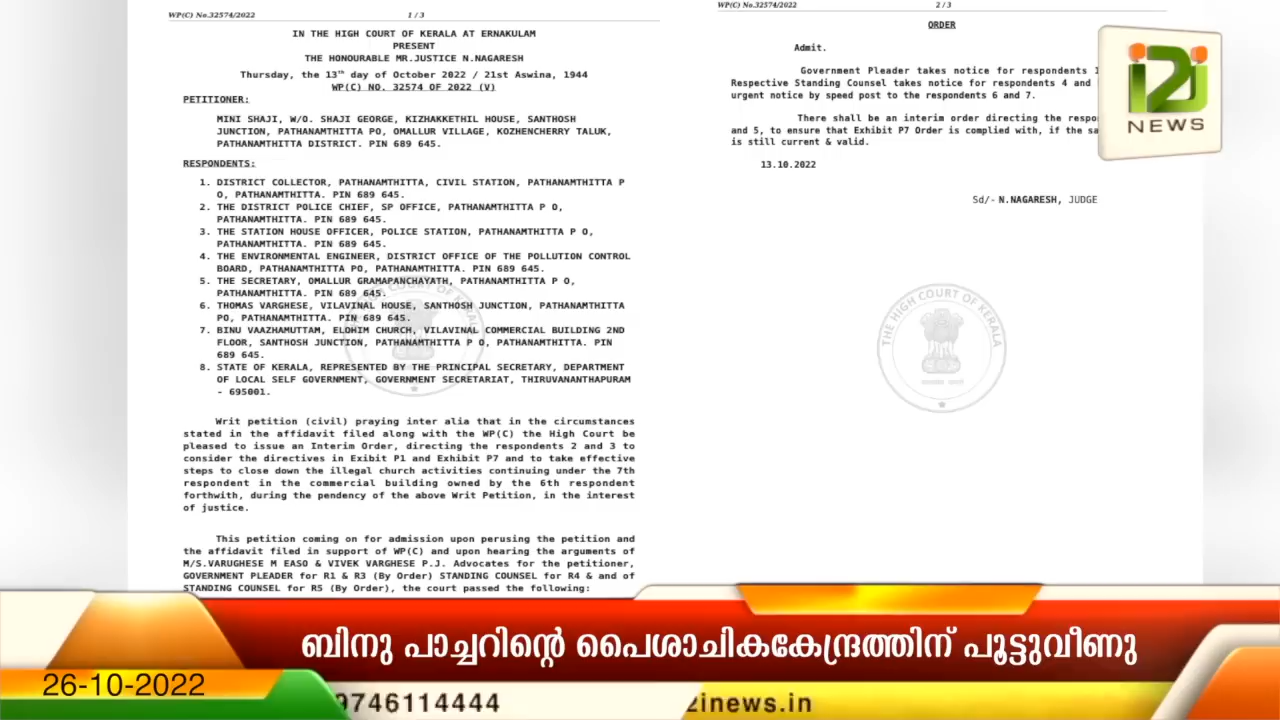 WP(C) No.32574/2022 1 / 3
IN THE HIGH COURT OF KERALA AT ERNAKULAM
PRESENT
THE HONOURABLE MR.JUSTICE N.NAGARESH
Thursday, the 13th day of October 2022 / 21st Aswina, 1944
WP(C) NO. 32574 OF 2022 (V)
PETITIONER:
MINI SHAJI, W/O. SHAJI GEORGE, KIZHAKKETHIL HOUSE, SANTHOSH
JUNCTION, PATHANAMTHITTA PO, OMALLUR VILLAGE, KOZHENCHERRY TALUK,
PATHANAMTHITTA DISTRICT. PIN 689 645.
RESPONDENTS:
1. DISTRICT COLLECTOR, PATHANAMTHITTA, CIVIL STATION, PATHANAMTHITTA P
O, PATHANAMTHITTA. PIN 689 645.
2. THE DISTRICT POLICE CHIEF, SP OFFICE, PATHANAMTHITTA P O,
PATHANAMTHITTA. PIN 689 645.
3. THE STATION HOUSE OFFICER, POLICE STATION, PATHANAMTHITTA P O,
PATHANAMTHITTA. PIN 689 645.
4. THE ENVIRONMENTAL ENGINEER, DISTRICT OFFICE OF THE POLLUTION CONTROL
BOARD, PATHANAMTHITTA PO, PATHANAMTHITTA. PIN 689 645.
5. THE SECRETARY, OMALLUR GRAMAPANCHAYATH, PATHANAMTHITTA P O,
PATHANAMTHITTA. PIN 689 645.
6. THOMAS VARGHESE, VILAVINAL HOUSE, SANTHOSH JUNCTION, PATHANAMTHITTA
PO, PATHANAMTHITTA. PIN 689 645.
7. BINU VAAZHAMUTTAM, ELOHIM CHURCH, VILAVINAL COMMERCIAL BUILDING 2ND
FLOOR, SANTHOSH JUNCTION, PATHANAMTHITTA P O, PATHANAMTHITTA. PIN
689 645.
8. STATE OF KERALA, REPRESENTED BY THE PRINCIPAL SECRETARY, DEPARTMENT
OF LOCAL SELF GOVERNMENT, GOVERNMENT SECRETARIAT, THIRUVANANTHAPURAM
- 695001.
Writ petition (civil) praying inter alia that in the circumstances
stated in the affidavit filed along with the WP(C) the High Court be
pleased to issue an Interim Order, directing the respondents 2 and 3 to
consider the directives in Exibit P1 and Exhibit P7 and to take effective
steps to close down the illegal church activities continuing under the 7th
respondent in the commercial building owned by the 6th respondent
forthwith, during the pendency of the above Writ Petition, in the interest
of justice.
This petition coming on for admission upon perusing the petition and
the affidavit filed in support of WP(C) and upon hearing the arguments of
M/S.VARUGHESE M EASO & VIVEK VARGHESE P.J. Advocates for the petitioner,
GOVERNMENT PLEADER for R1 & R3 (By Order) STANDING COUNSEL for R4 & and of
STANDING COUNSEL for R5 (By Order), the court passed the following:
WP(C) No.32574/2022 2 / 3
ORDER
Admit.
Government Pleader takes notice for respondents
Respective Standing Counsel takes notice for respondents 4 and
urgent notice by speed post to the respondents 6 and 7.
There shall be an interim order directing the
and 5, to ensure that Exhibit P7 Order is complied with, if the
is still current & valid.
13.10.2022
Sd/- N.NAGARESH, JUDGE
THE HIGH COURT OF KERALA
i2i
NEWS
ബിനു പാച്ചറിന്റെ പൈശാചികകേന്ദ്രത്തിന് പൂട്ടുവീണു
26-10-2022
9746114444
2inews.in